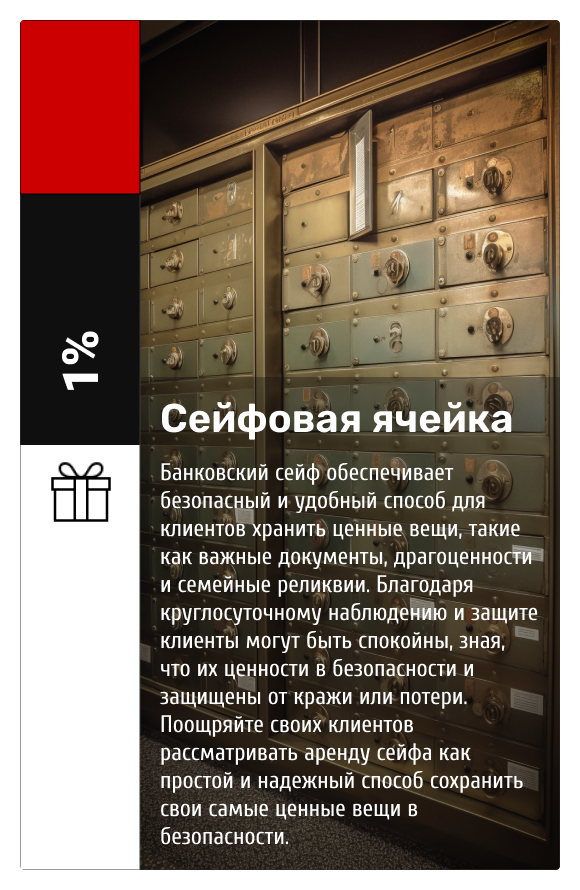 1%
Сейфовая ячейка
Банковский сейф обеспечивает
безопасный и удобный способ для
клиентов хранить ценные вещи, такие
как важные документы, драгоценности
и семейные реликвии. Благодаря
круглосуточному наблюдению и защите
клиенты могут быть спокойны, зная,
что их ценности в безопасности и
защищены от кражи или потери.
Поощряйте своих клиентов
рассматривать аренду сейфа как
простой и надежный способ сохранить
свои самые ценные вещи в
безопасности.